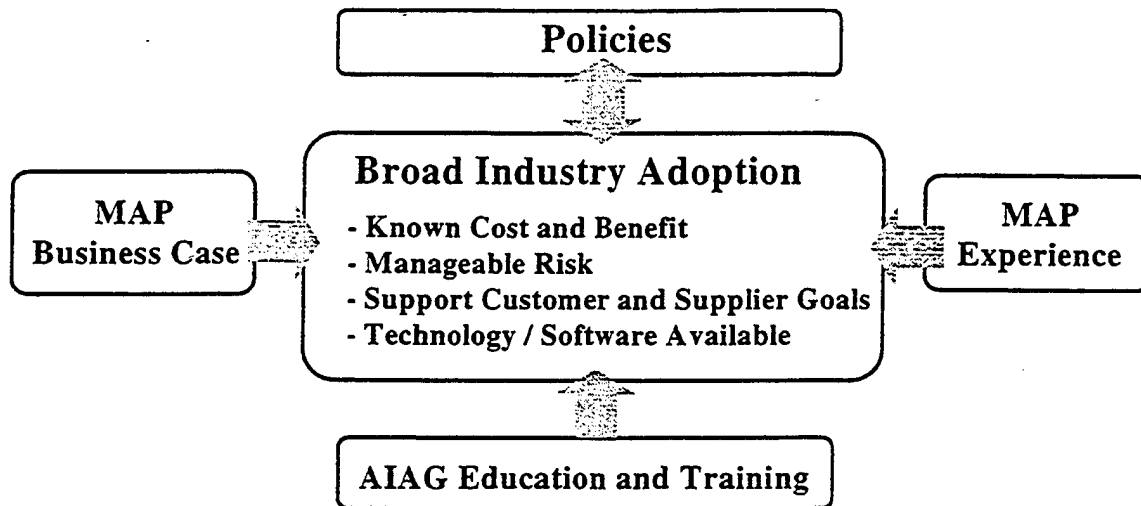 Policies
Broad Industry Adoption
- Known Cost and Benefit
- Manageable Risk
- Support Customer and Supplier Goals
- Technology / Software Available
MAP
Business Case
MAP
Experience
AIAG Education and Training